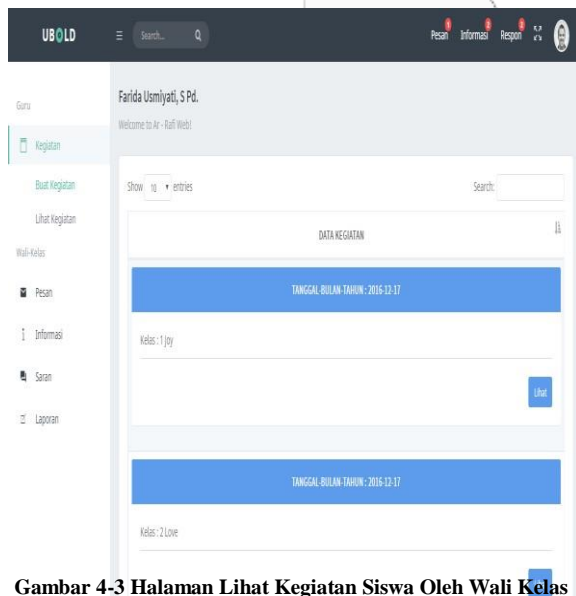 UBOLD
Search...
Pesan 1
Informasi 2
Respon 2
Guru
Kegiatan
Buat Kegiatan
Lihat Kegiatan
Wali-Kelas
Pesan
Informasi
Saran
Laporan
Farida Usmiyati, S Pd.
Welcome to Ar - Rafi Web!
Show 10 entries
Search:
DATA KEGIATAN
TANGGAL-BULAN-TAHUN : 2016-12-17
Kelas : 1 Joy
Lihat
TANGGAL-BULAN-TAHUN : 2016-12-17
Kelas : 2 Love
Gambar 4-3 Halaman Lihat Kegiatan Siswa Oleh Wali Kelas